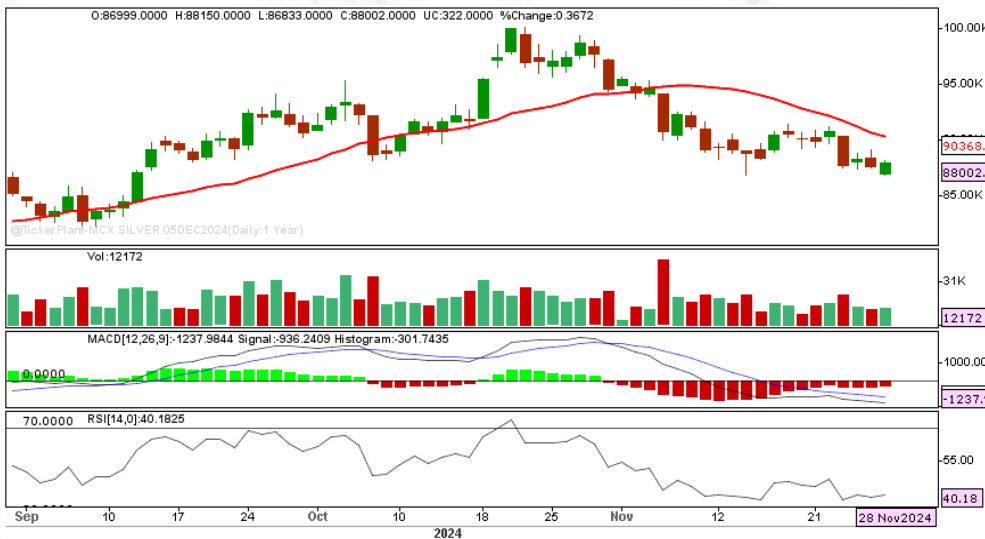 O:86999.0000 H:88150.0000 L:86833.0000 C:88002.0000 UC:322.0000 %Change:0.3672
100.00K
95.00K
90368.
88002.
85.00K
@TickerPlant-MCX SILVER 05DEC2024(Daily:1 Year)
Vol:12172
31K
12172
MACD[12,26,9]:-1237.9844 Signal:-936.2409 Histogram:-301.7435
1000.00
0.0000
-1237.
70.0000 RSI[14,0]:40.1825
55.00
40.18
Sep 10 17 24 Oct 10 18 25 Nov 12 21 28 Nov2024
2024